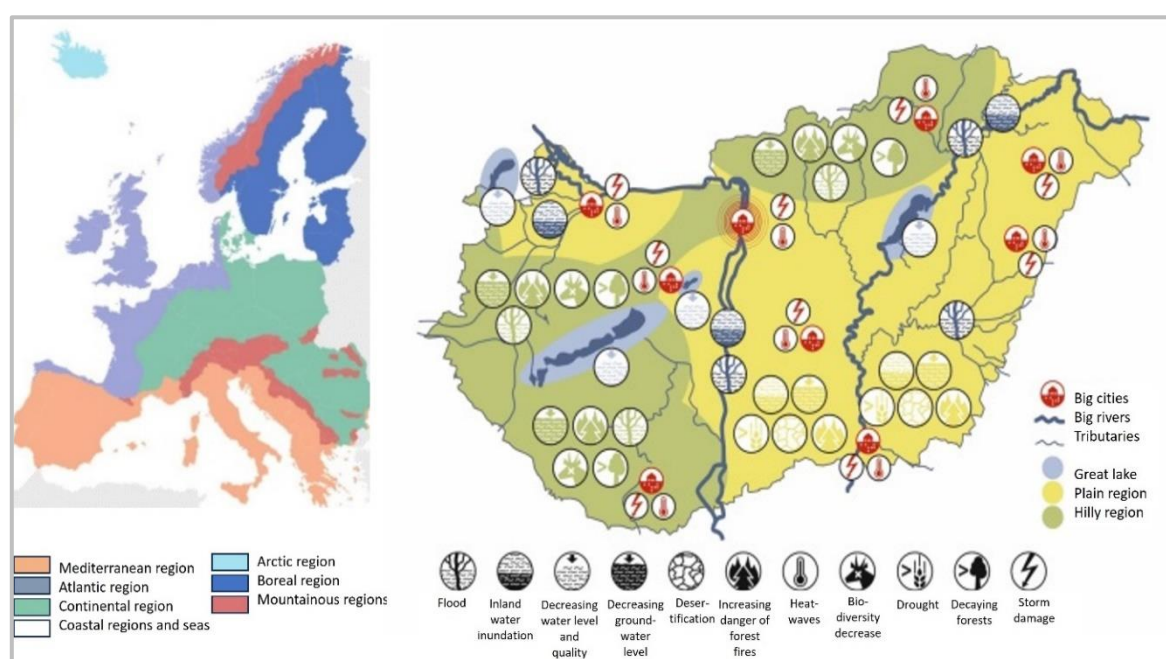 Mediterranean region
Atlantic region
Continental region
Coastal regions and seas
Arctic region
Boreal region
Mountainous regions
Big cities
Big rivers
Tributaries
Great lake
Plain region
Hilly region
Flood
Inland
water
inundation
Decreasing
water level
and
quality
Decreasing
ground-
water
level
Deser-
tification
Increasing
danger of
forest
fires
Heat-
waves
Bio-
diversity
decrease
Drought
Decaying
forests
Storm
damage